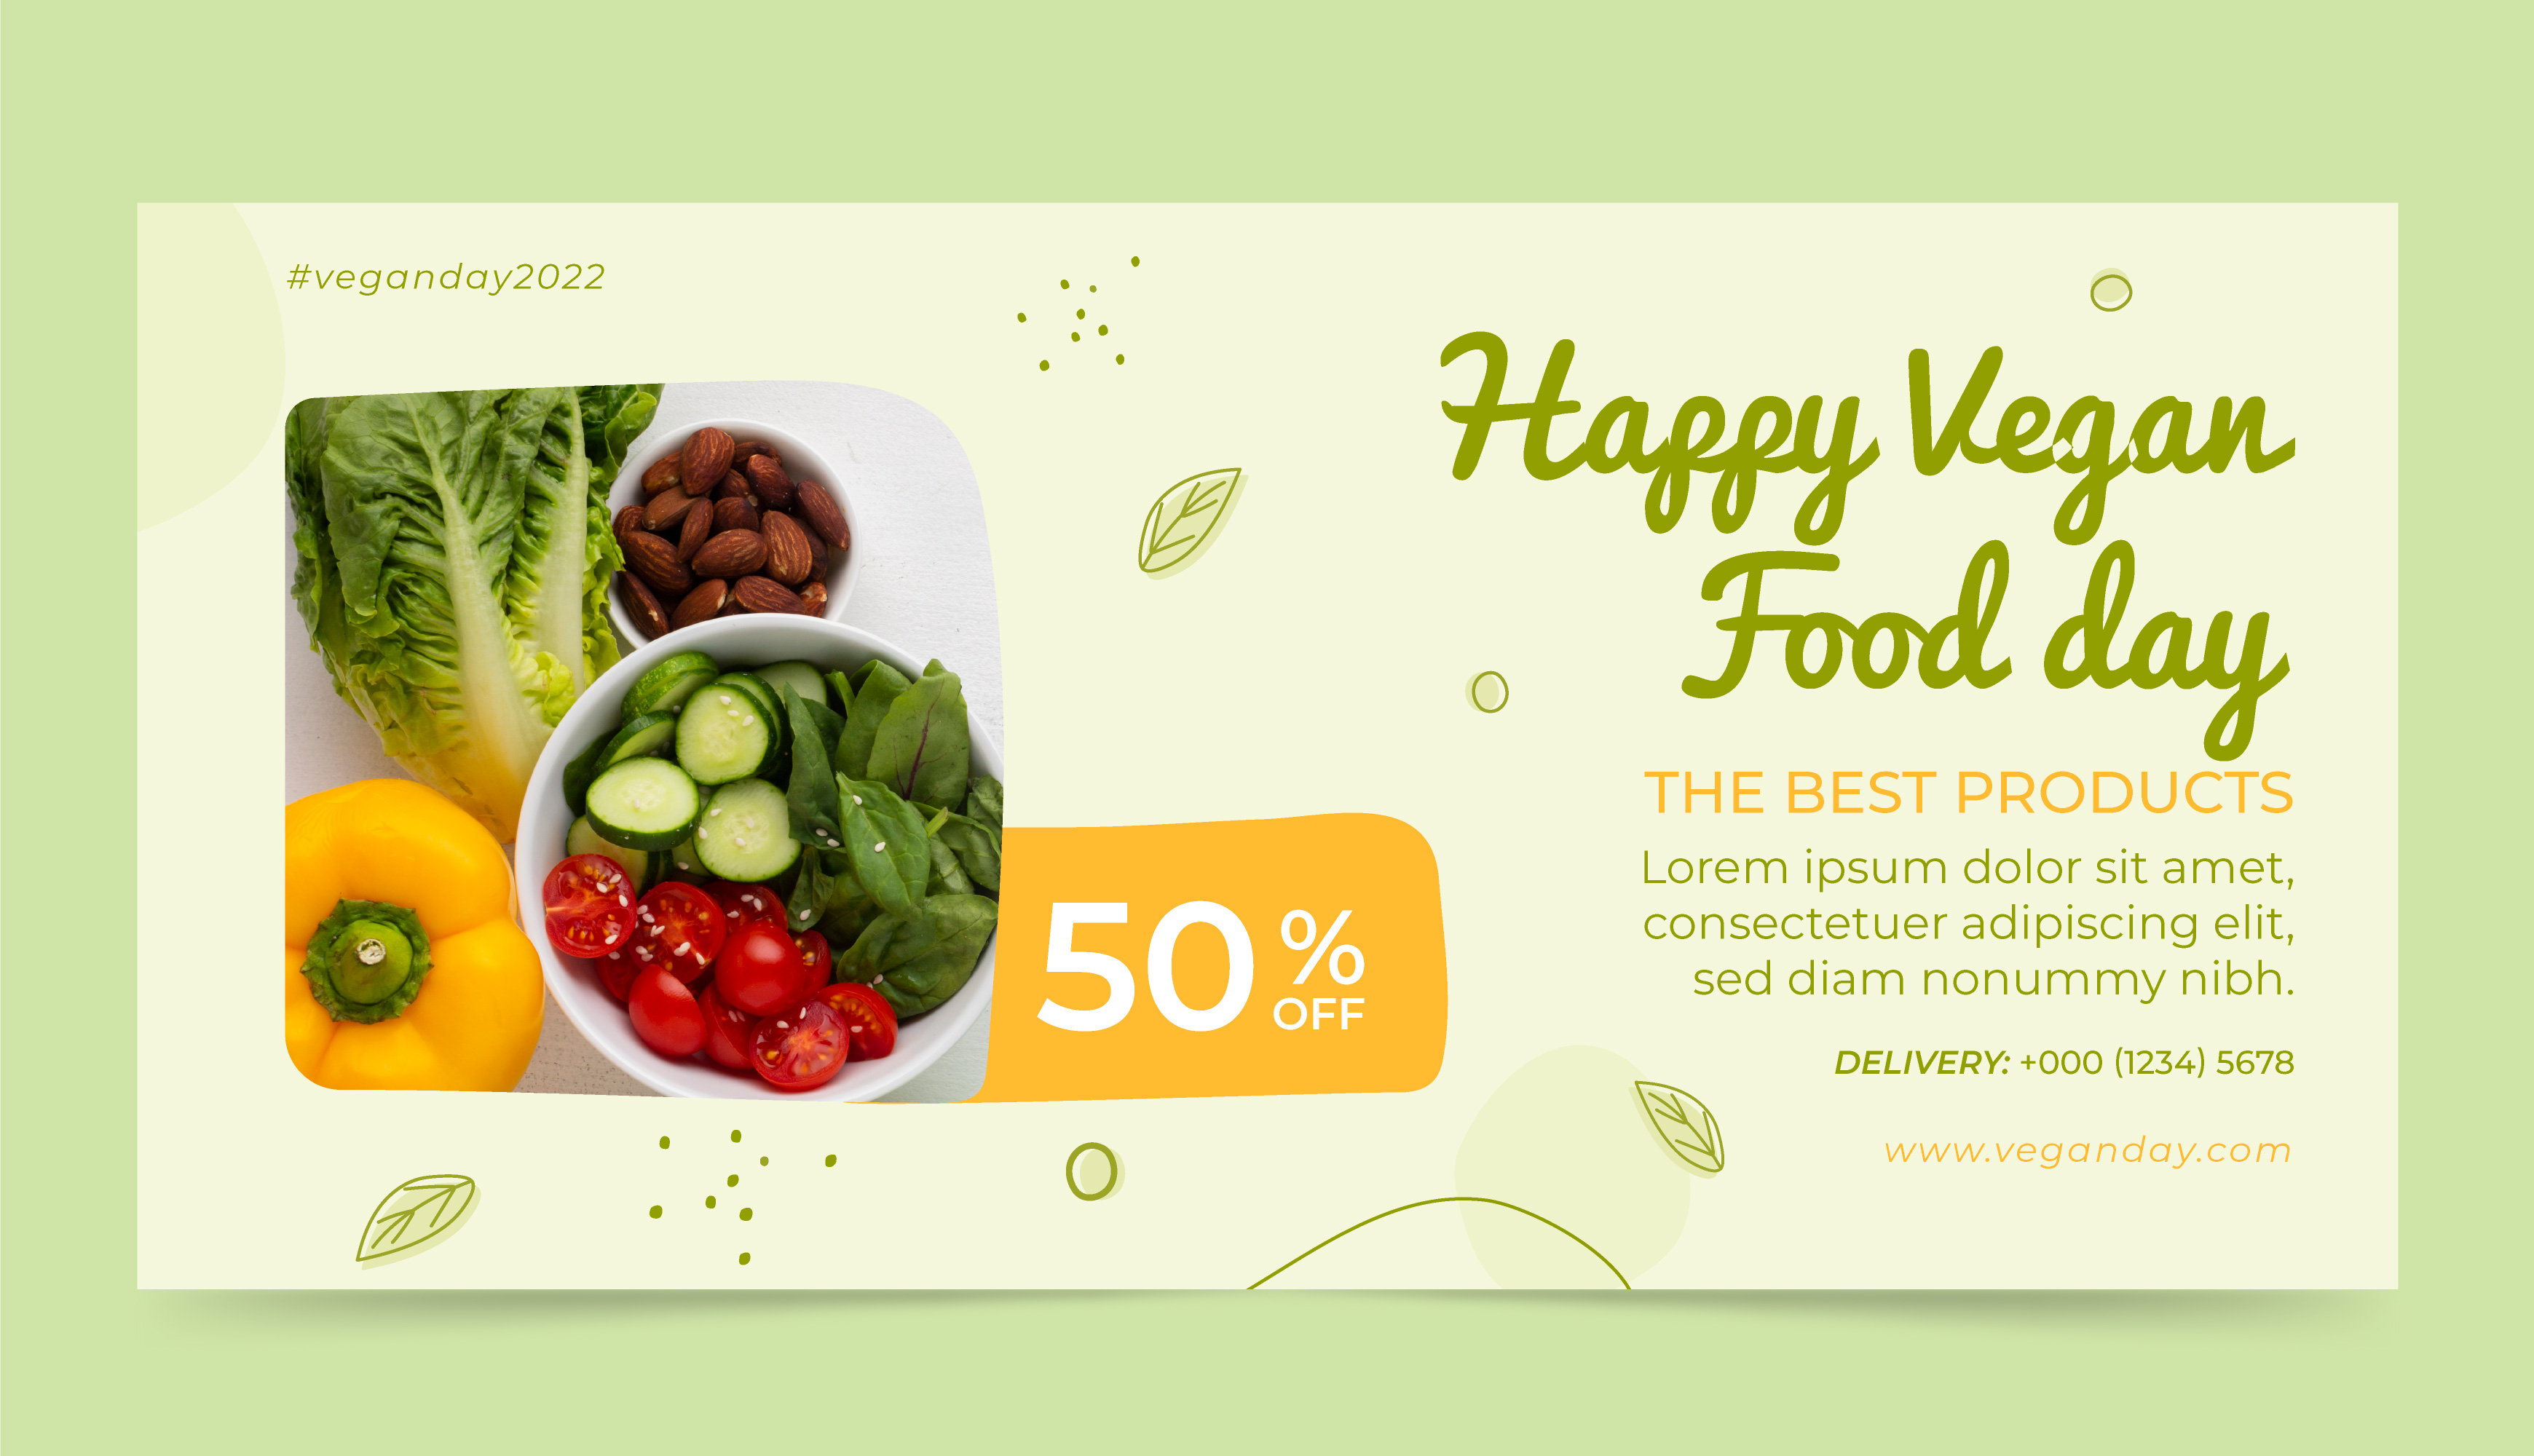 #veganday2022
Happy Vegan
Food day
THE BEST PRODUCTS
Lorem ipsum dolor sit amet,
consectetuer adipiscing elit,
sed diam nonummy nibh.
DELIVERY: +000 (1234) 5678
www.veganday.com
50%
OFF